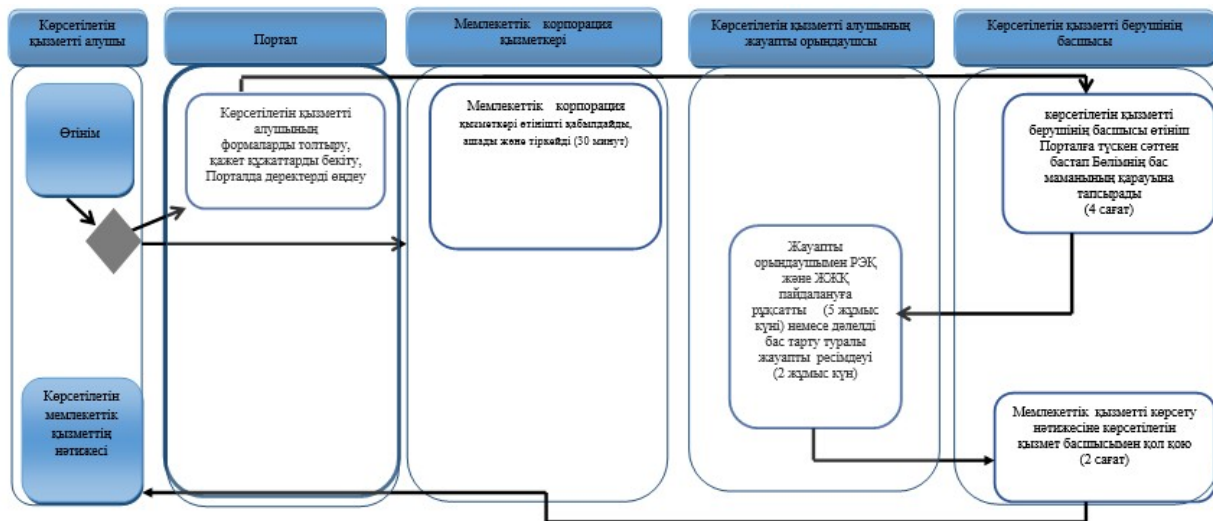 Көрсетілетін
қызметті алушы
Портал
Мемлекеттік корпорация
қызметкері
Көрсетілетін қызметті алушының
жауапты орындаушсы
Көрсетілетін қызметті берушінің
басшысы
Өтінім
Көрсетілетін қызметті
алушының
формаларды толтыру,
қажет құжаттарды бекіту,
Порталда деректерді өңдеу
Мемлекеттік корпорация
қызметкері өтінішті қабылдайды,
ашады және тіркейді (30 минут)
көрсетілетін қызметті
берушінің басшысы өтініш
Порталға түскен сәттен
бастап Бөлімнің бас
маманының қарауына
тапсырады
(4 сағат)
Жауапты
орындаушымен РЭҚ
және ЖЖҚ
пайдалануға
рұқсатты (5 жұмыс
күні) немесе дәлелді
бас тарту туралы
жауапты ресімдеуі
(2 жұмыс күн)
Көрсетілетін
мемлекеттік
қызметтің
нәтижесі
Мемлекеттік қызметті көрсету
нәтижесіне көрсетілетін
қызмет басшысымен қол қою
(2 сағат)